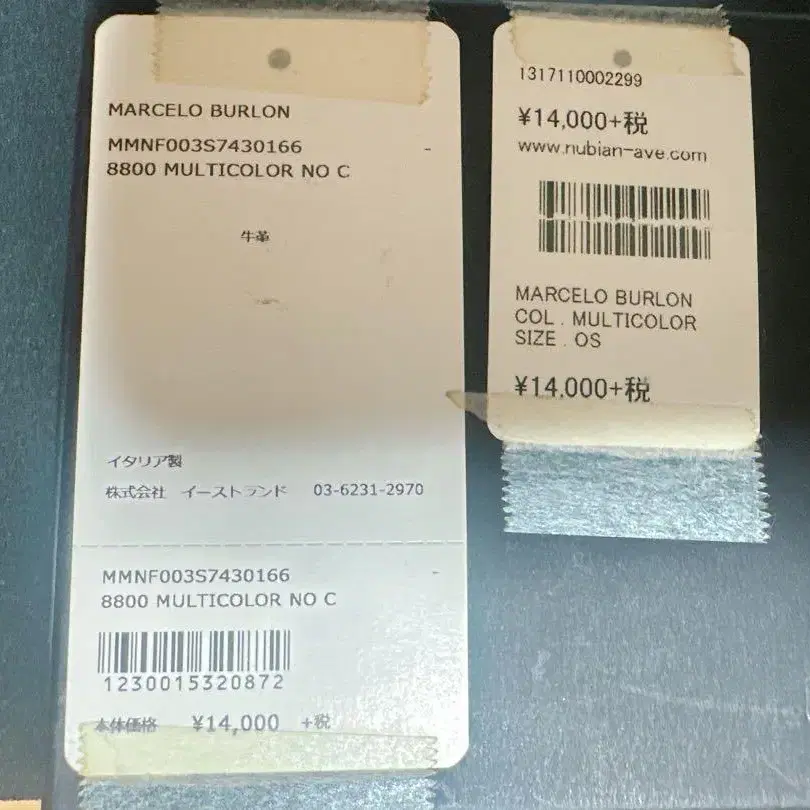 MARCELO BURLON
MMNF003S7430166 -
8800 MULTICOLOR NO C
牛革
イタリア製
株式会社 イーストランド 03-6231-2970
MMNF003S7430166 -
8800 MULTICOLOR NO C
1230015320872
本体価格 ¥14,000 +税
1317110002299
¥14,000+税
www.nubian-ave.com
MARCELO BURLON
COL . MULTICOLOR
SIZE . OS
¥14,000+税